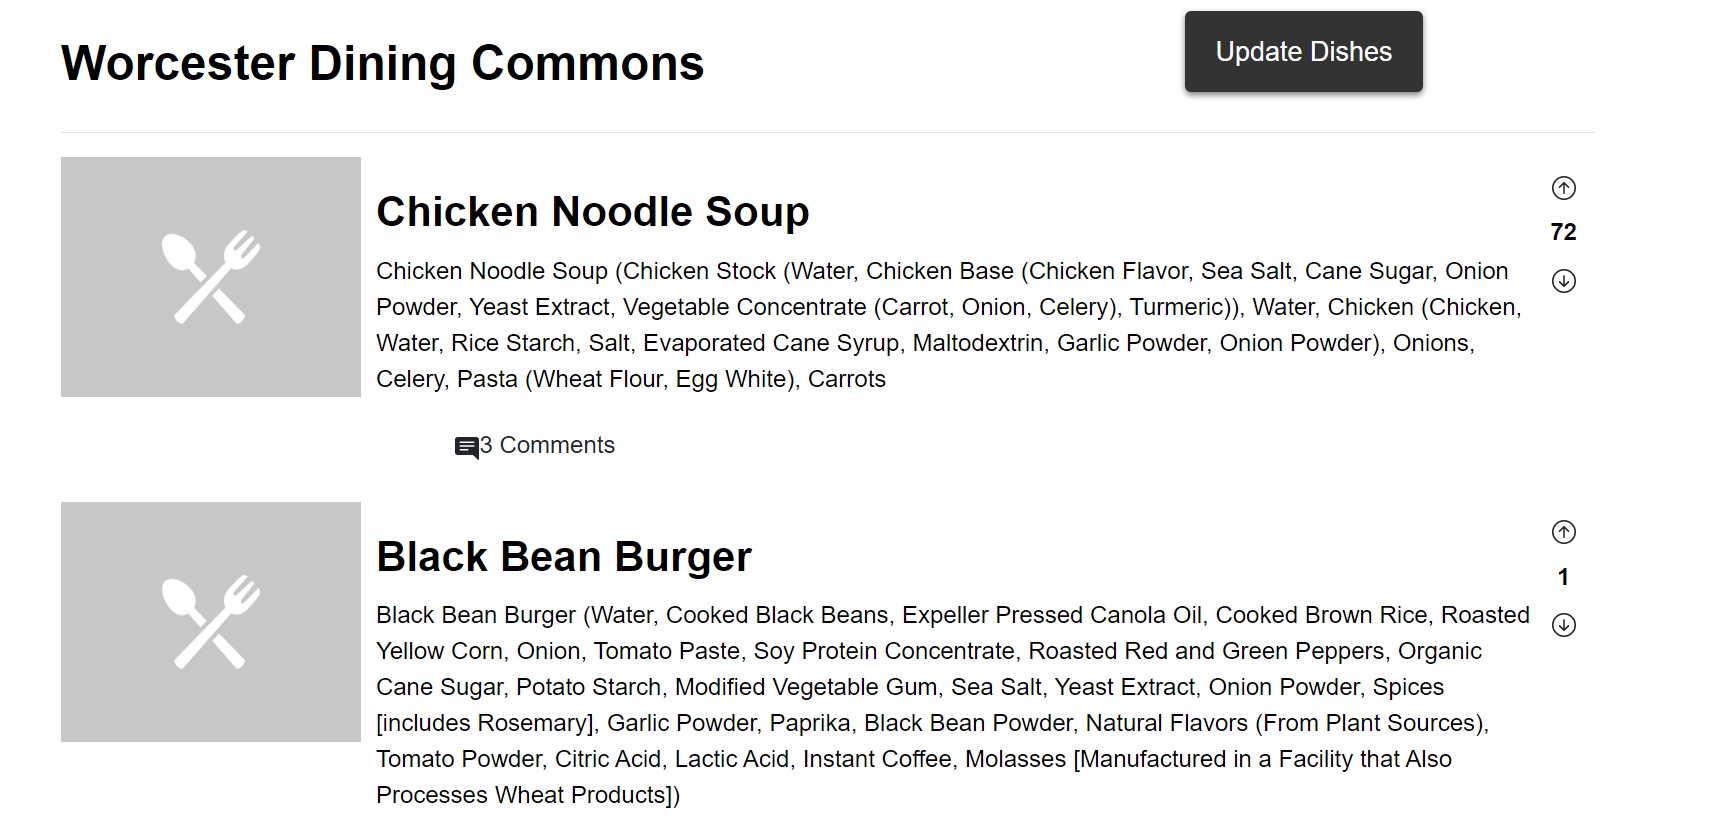 Worcester Dining Commons
Update Dishes
Chicken Noodle Soup
Chicken Noodle Soup (Chicken Stock (Water, Chicken Base (Chicken Flavor, Sea Salt, Cane Sugar, Onion
Powder, Yeast Extract, Vegetable Concentrate (Carrot, Onion, Celery), Turmeric)), Water, Chicken (Chicken,
Water, Rice Starch, Salt, Evaporated Cane Syrup, Maltodextrin, Garlic Powder, Onion Powder), Onions,
Celery, Pasta (Wheat Flour, Egg White), Carrots
72
3 Comments
Black Bean Burger
Black Bean Burger (Water, Cooked Black Beans, Expeller Pressed Canola Oil, Cooked Brown Rice, Roasted
Yellow Corn, Onion, Tomato Paste, Soy Protein Concentrate, Roasted Red and Green Peppers, Organic
Cane Sugar, Potato Starch, Modified Vegetable Gum, Sea Salt, Yeast Extract, Onion Powder, Spices
[includes Rosemary], Garlic Powder, Paprika, Black Bean Powder, Natural Flavors (From Plant Sources),
Tomato Powder, Citric Acid, Lactic Acid, Instant Coffee, Molasses [Manufactured in a Facility that Also
Processes Wheat Products])
1